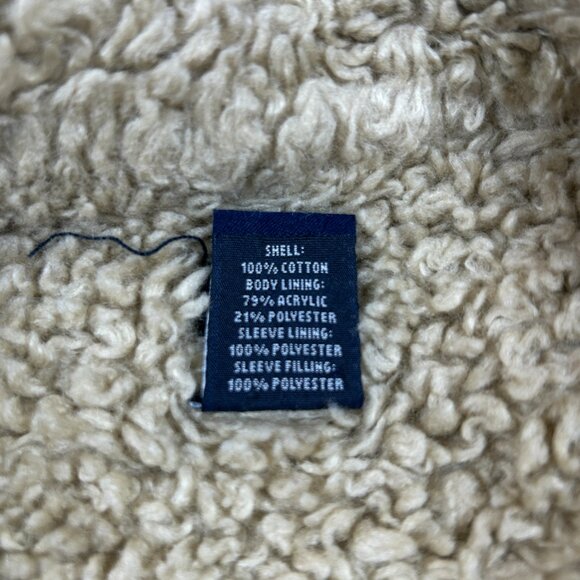 SHELL:
100% COTTON
BODY LINING:
79% ACRYLIC
21% POLYESTER
SLEEVE LINING:
100% POLYESTER
SLEEVE FILLING:
100% POLYESTER